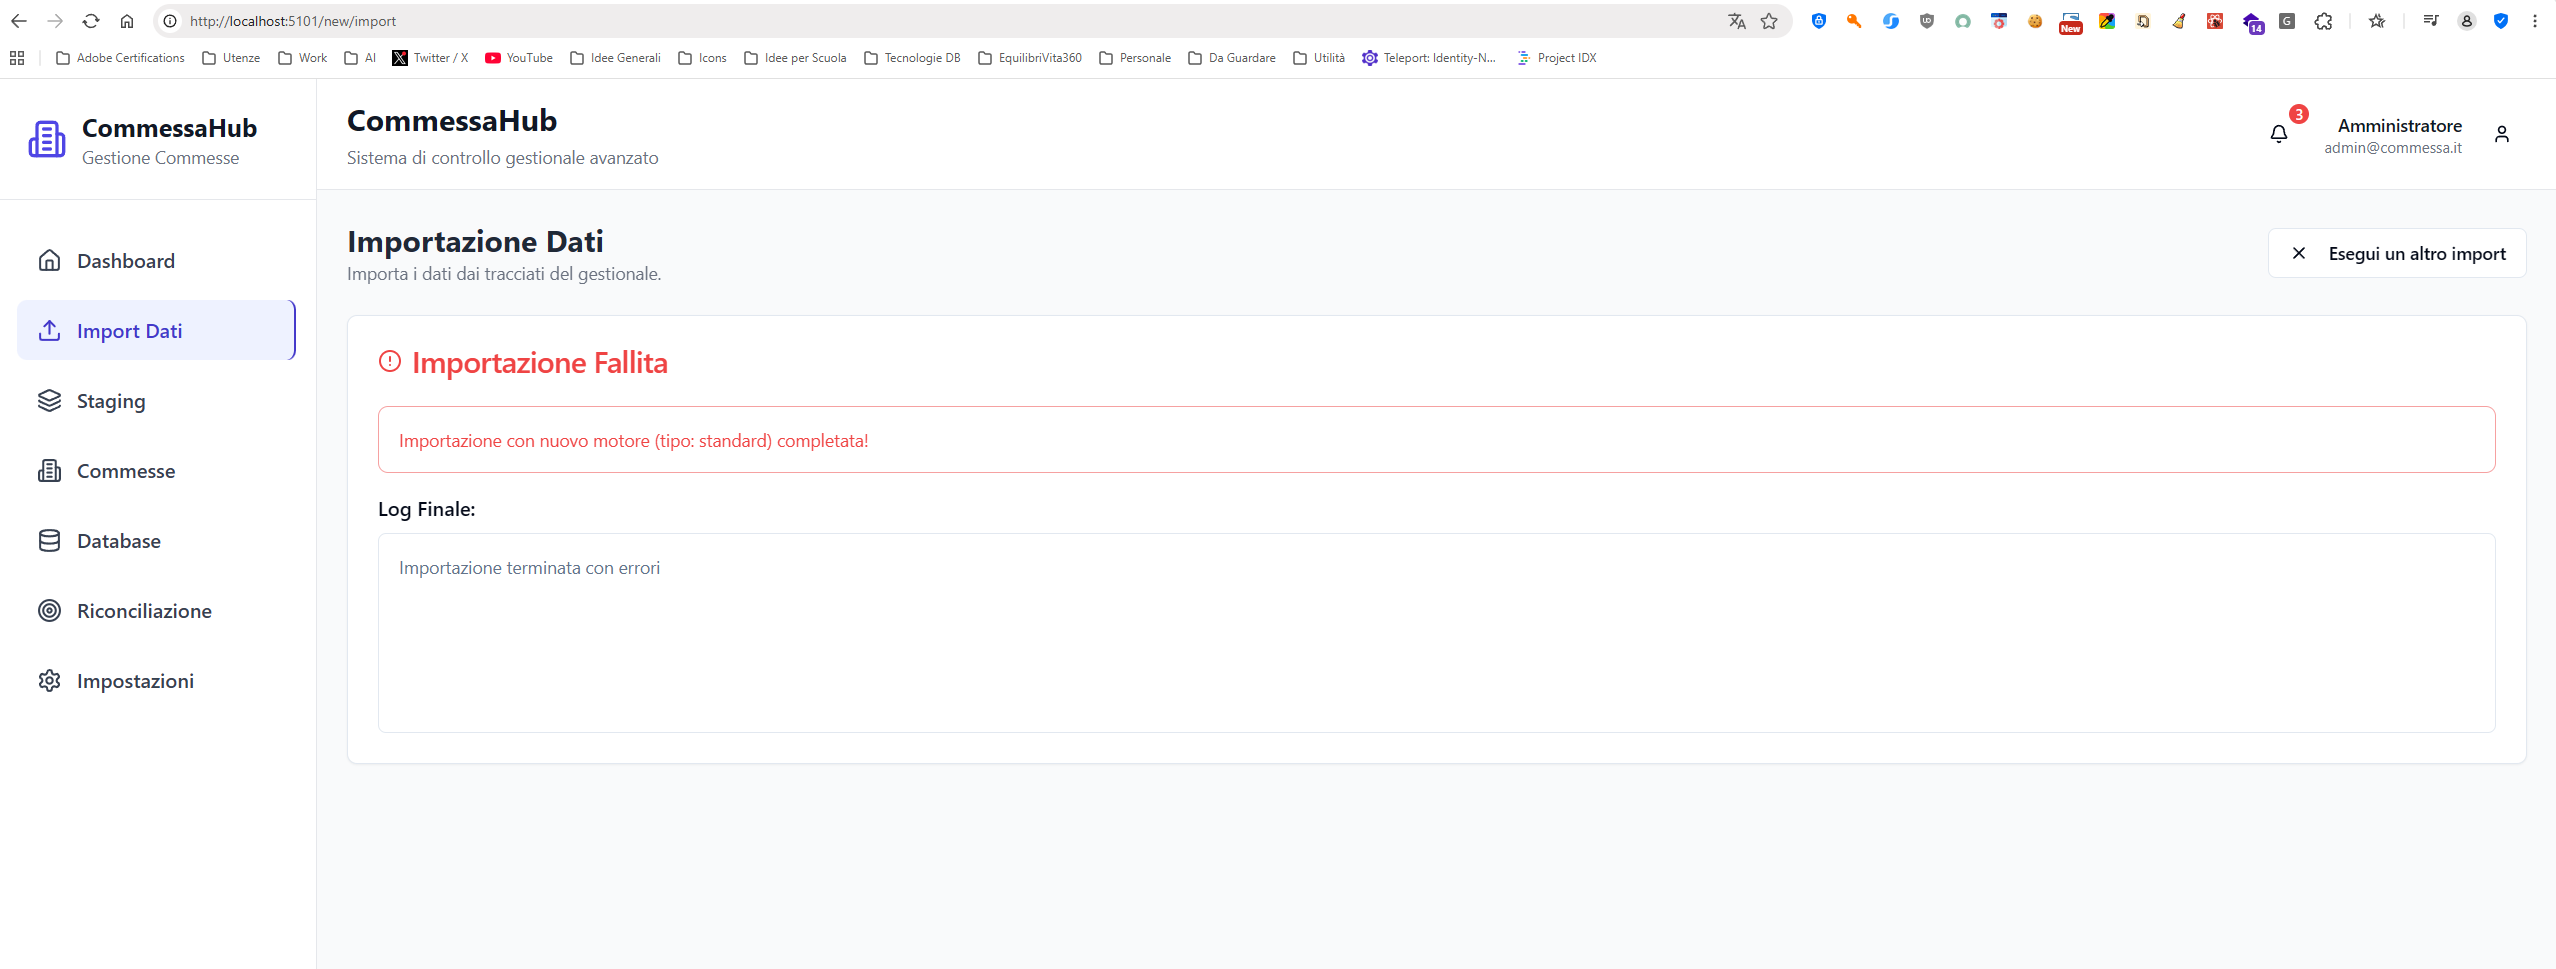 http://localhost:5101/new/import
New
14
G
Adobe Certifications
Utenze
Work
AI
Twitter / X
YouTube
Idee Generali
Icons
Idee per Scuola
Tecnologie DB
EquilibriVita360
Personale
Da Guardare
Utilità
Teleport: Identity-N...
Project IDX
CommessaHub
Gestione Commesse
Dashboard
Import Dati
Staging
Commesse
Database
Riconciliazione
Impostazioni
CommessaHub
Sistema di controllo gestionale avanzato
3
Amministratore
admin@commessa.it
Importazione Dati
Importa i dati dai tracciati del gestionale.
Esegui un altro import
Importazione Fallita
Importazione con nuovo motore (tipo: standard) completata!
Log Finale:
Importazione terminata con errori